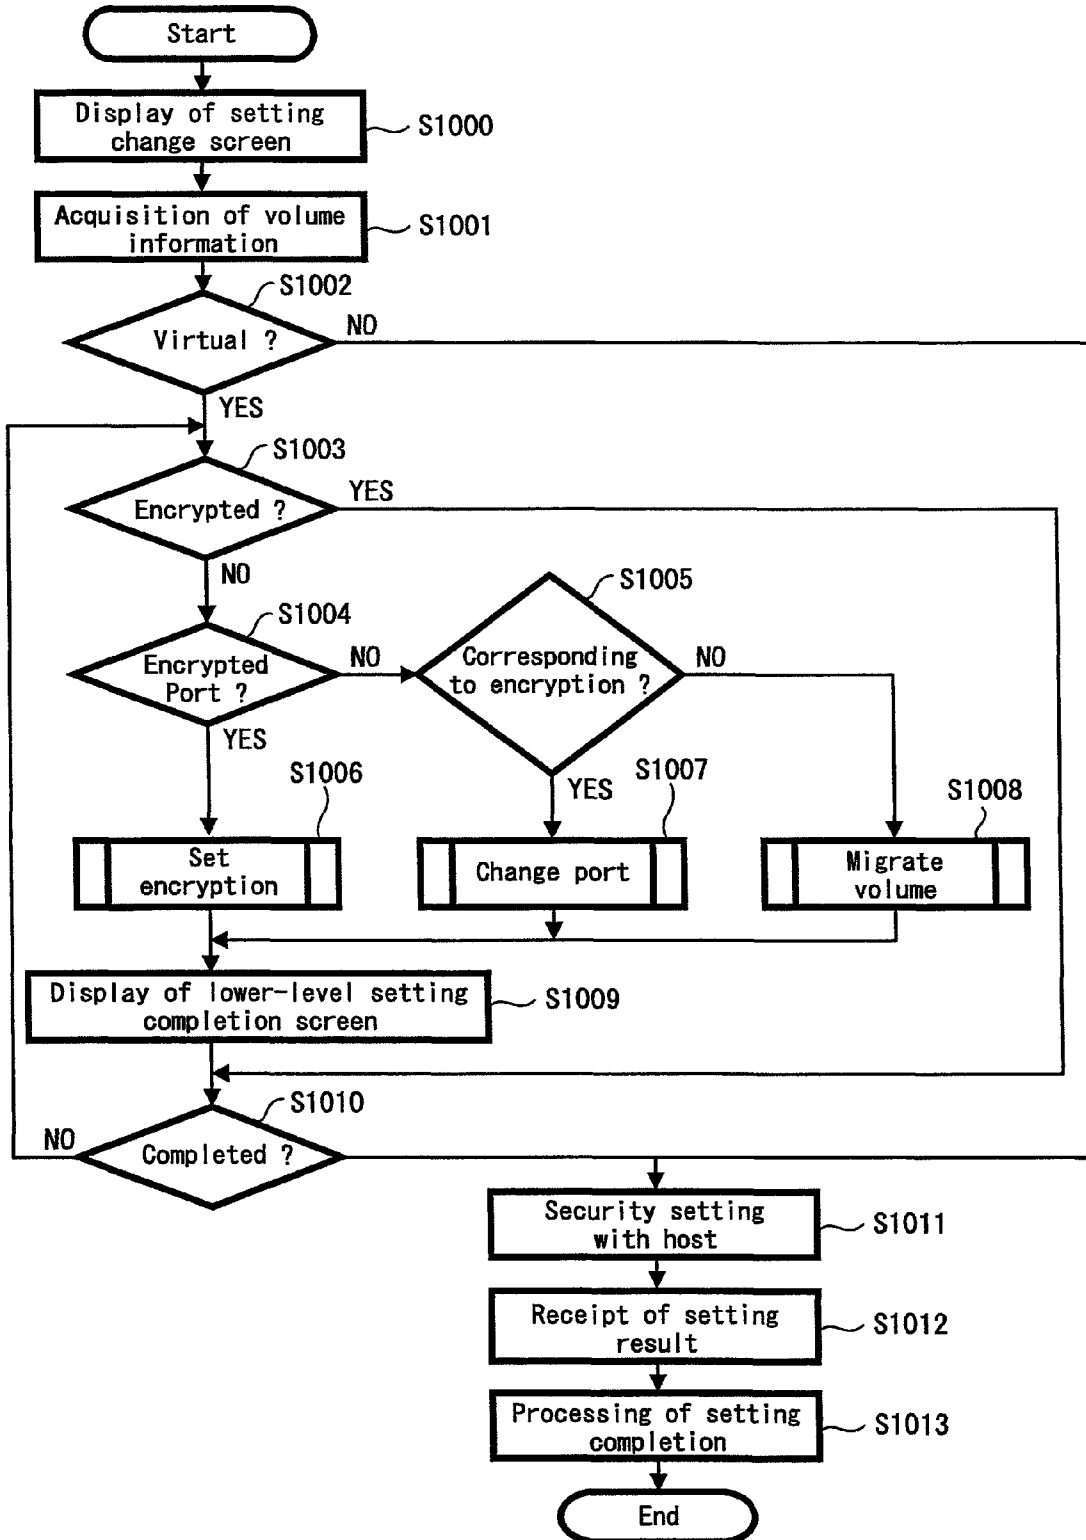 Start
Display of setting
change screen
S1000
Acquisition of volume
information
S1001
S1002
Virtual ?
NO
YES
S1003
Encrypted ?
YES
NO
S1004
Encrypted
Port ?
NO
YES
S1005
Corresponding
to encryption ?
NO
YES
S1006
Set
encryption
S1007
Change port
S1008
Migrate
volume
Display of lower-level setting
completion screen
S1009
S1010
NO
Completed ?
Security setting
with host
S1011
Receipt of setting
result
S1012
Processing of setting
completion
S1013
End